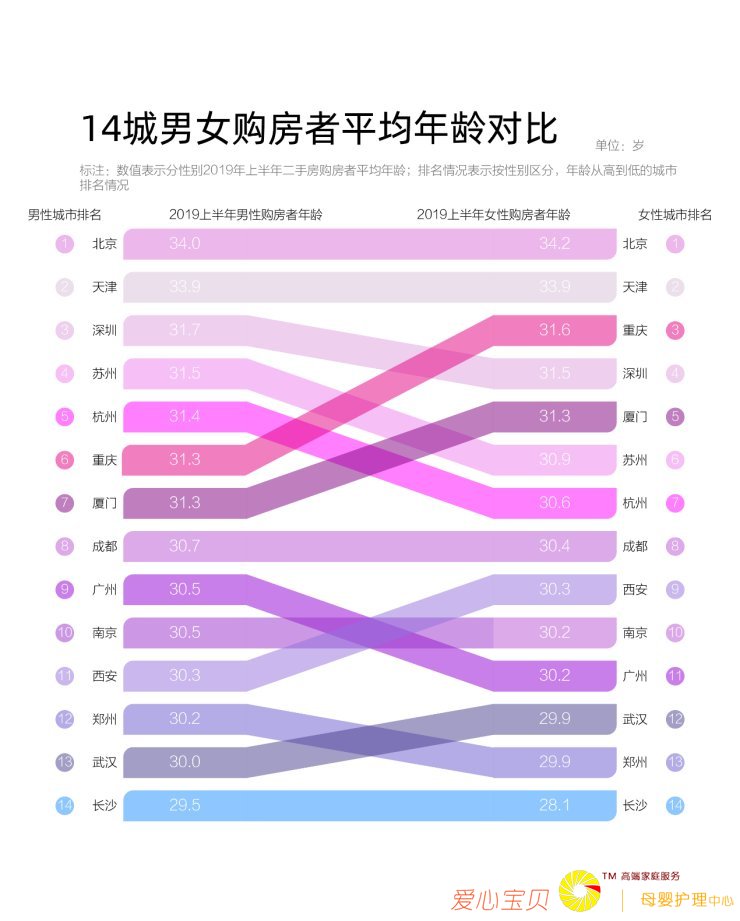 14城男女购房者平均年龄对比
单位：岁
标注：数值表示分性别2019年上半年二手房购房者平均年龄；排名情况表示按性别区分，年龄从高到低的城市
排名情况
男性城市排名 2019上半年男性购房者年龄 2019上半年女性购房者年龄 女性城市排名
1 北京 34.0 34.2 北京 1
2 天津 33.9 33.9 天津 2
3 深圳 31.7 31.6 重庆 3
4 苏州 31.5 31.5 深圳 4
5 杭州 31.4 31.3 厦门 5
6 重庆 31.3 30.9 苏州 6
7 厦门 31.3 30.6 杭州 7
8 成都 30.7 30.4 成都 8
9 广州 30.5 30.3 西安 9
10 南京 30.5 30.2 南京 10
11 西安 30.3 30.2 广州 11
12 郑州 30.2 29.9 武汉 12
13 武汉 30.0 29.9 郑州 13
14 长沙 29.5 28.1 长沙 14
TM 高端家庭服务
爱心宝贝 母婴护理中心